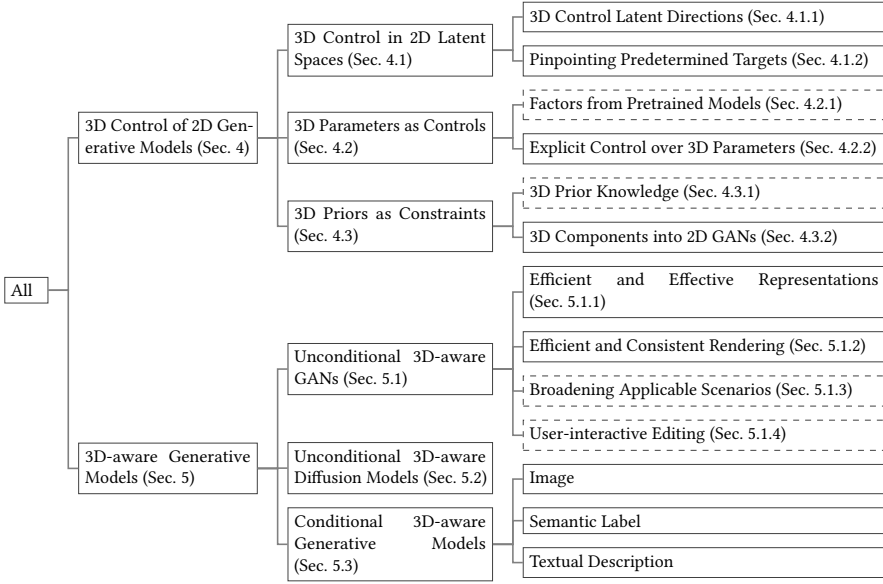 All
3D Control of 2D Gen-
erative Models (Sec. 4)
3D Control in 2D Latent
Spaces (Sec. 4.1)
3D Control Latent Directions (Sec. 4.1.1)
Pinpointing Predetermined Targets (Sec. 4.1.2)
3D Parameters as Controls
(Sec. 4.2)
Factors from Pretrained Models (Sec. 4.2.1)
Explicit Control over 3D Parameters (Sec. 4.2.2)
3D Priors as Constraints
(Sec. 4.3)
3D Prior Knowledge (Sec. 4.3.1)
3D Components into 2D GANs (Sec. 4.3.2)
3D-aware Generative
Models (Sec. 5)
Unconditional 3D-aware
GANs (Sec. 5.1)
Efficient and Effective Representations
(Sec. 5.1.1)
Efficient and Consistent Rendering (Sec. 5.1.2)
Broadening Applicable Scenarios (Sec. 5.1.3)
User-interactive Editing (Sec. 5.1.4)
Unconditional 3D-aware
Diffusion Models (Sec. 5.2)
Conditional 3D-aware
Generative Models
(Sec. 5.3)
Image
Semantic Label
Textual Description